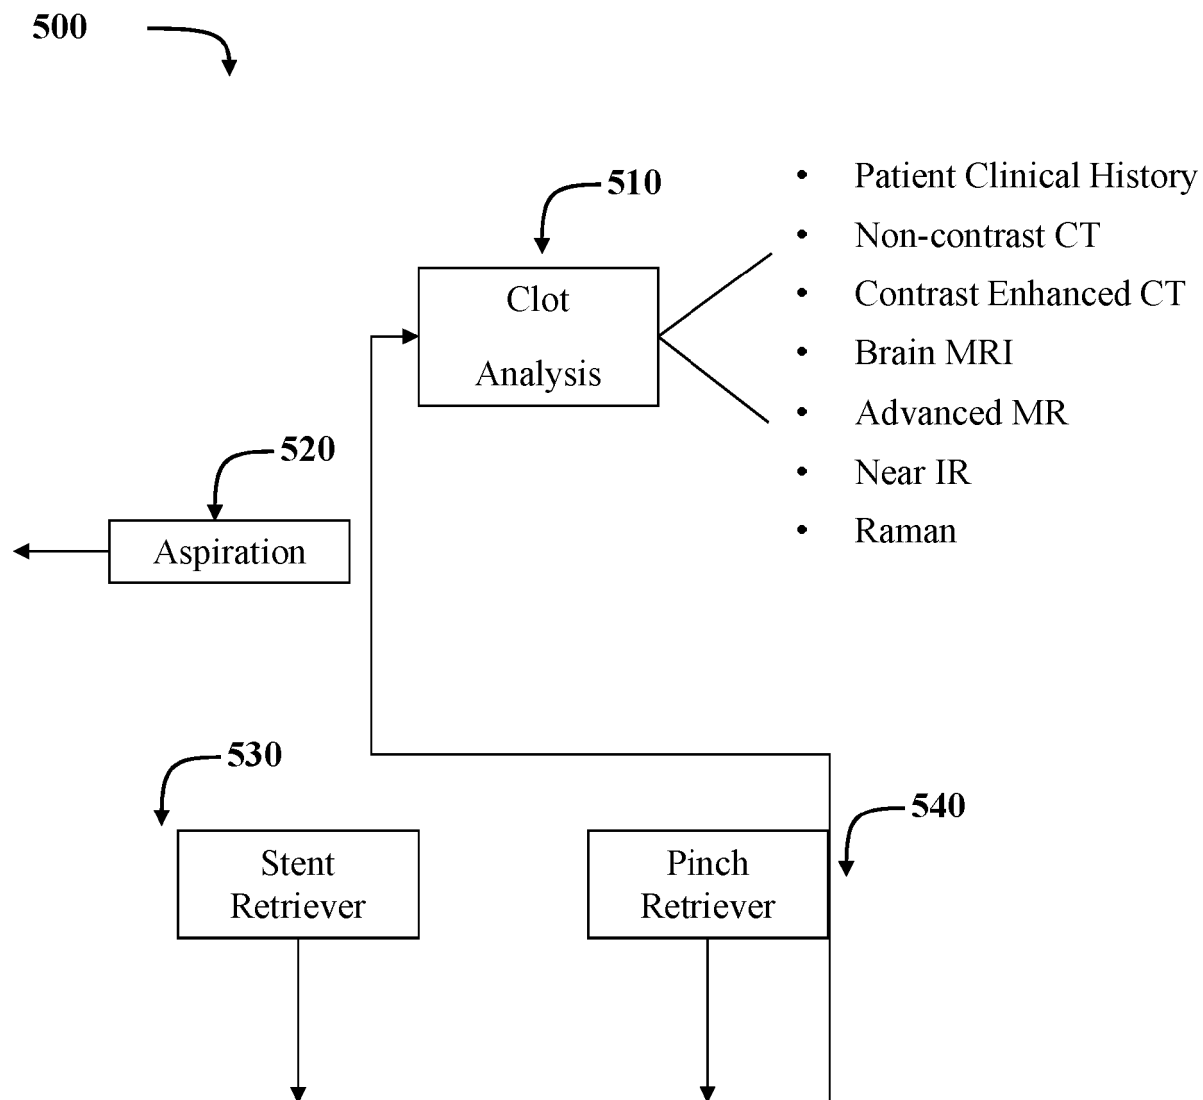 500
510
Clot
Analysis
• Patient Clinical History
• Non-contrast CT
• Contrast Enhanced CT
• Brain MRI
• Advanced MR
• Near IR
• Raman
520
Aspiration
530
540
Stent
Retriever
Pinch
Retriever